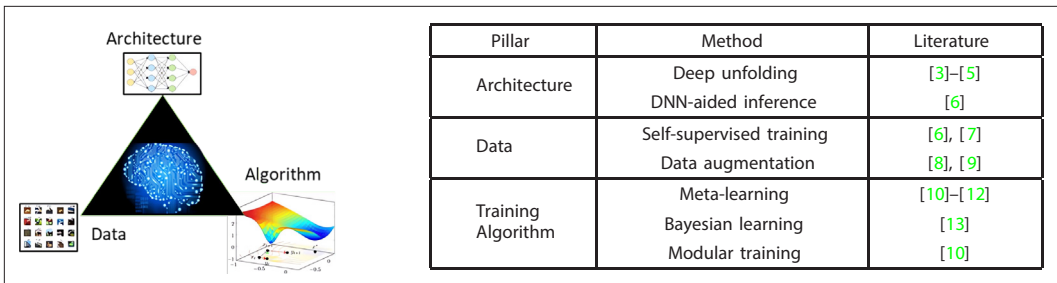 Architecture
Algorithm
Data
Pillar Method Literature
Architecture Deep unfolding [3]–[5]
DNN-aided inference [6]
Data Self-supervised training [6], [7]
Data augmentation [8], [9]
Training Algorithm Meta-learning [10]–[12]
Bayesian learning [13]
Modular training [10]